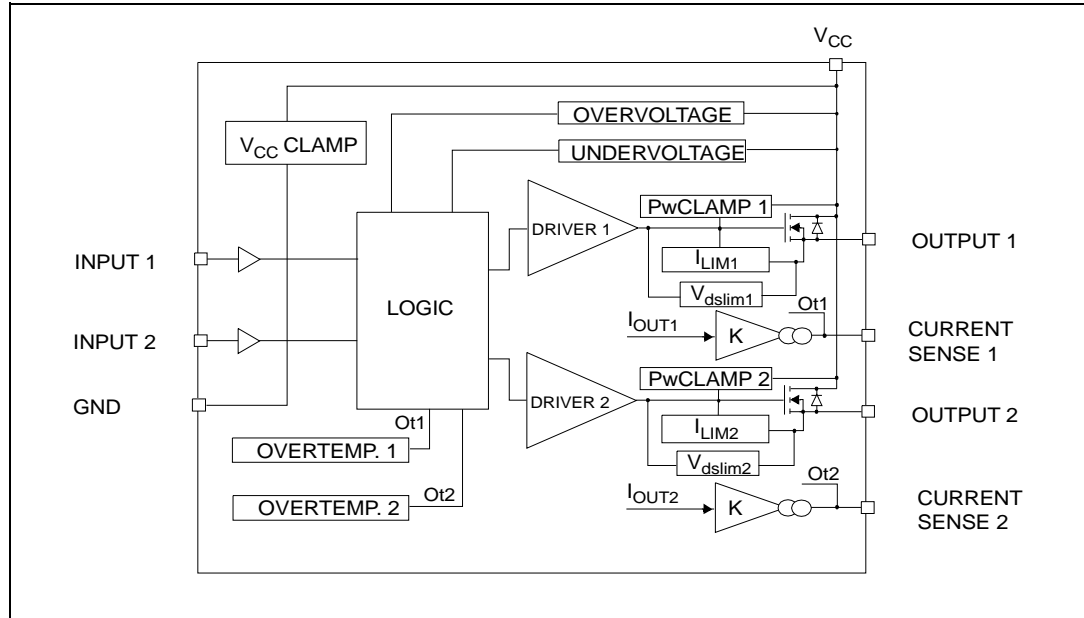 VCC
OVERVOLTAGE
VCC CLAMP
UNDERVOLTAGE
PwCLAMP 1
DRIVER 1
OUTPUT 1
INPUT 1
ILIM1
Vdslim1
LOGIC
Ot1
IOUT1
K
CURRENT
SENSE 1
INPUT 2
PwCLAMP 2
GND
DRIVER 2
OUTPUT 2
Ot1
ILIM2
OVERTEMP. 1
Vdslim2
Ot2
Ot2
IOUT2
K
OVERTEMP. 2
CURRENT
SENSE 2